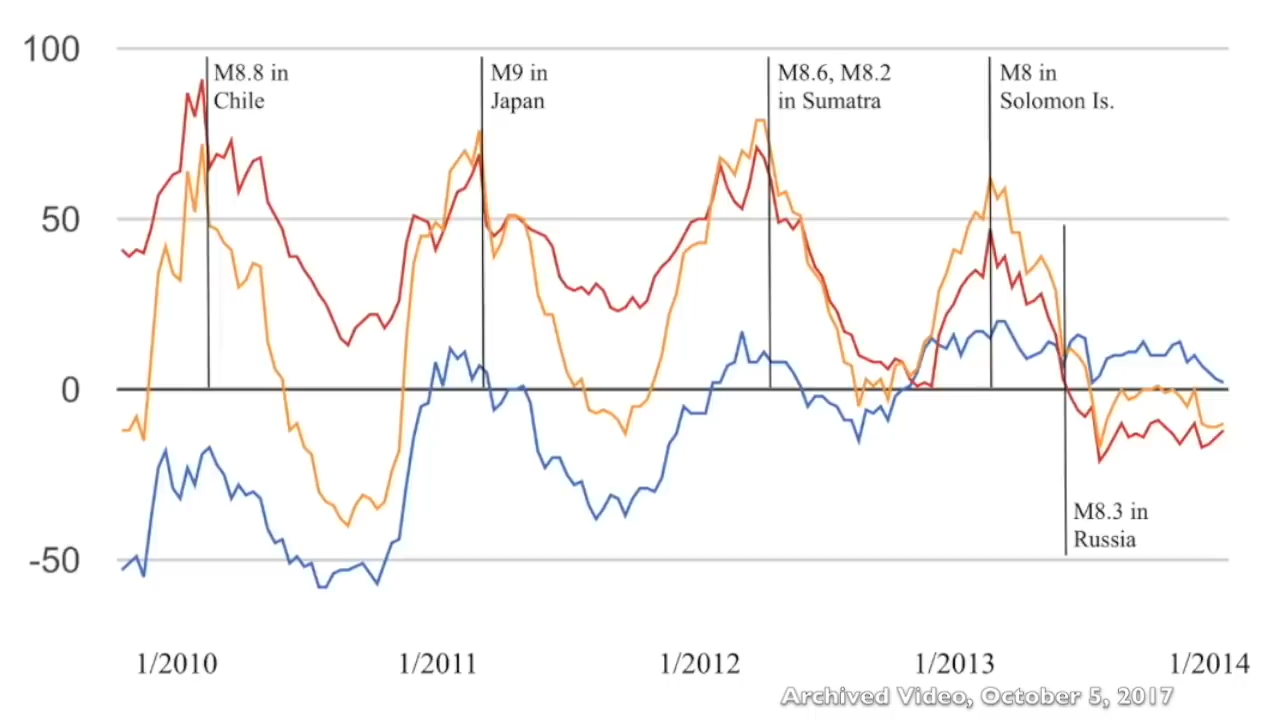 100
M8.8 in
Chile
M9 in
Japan
M8.6, M8.2
in Sumatra
M8 in
Solomon Is.
50
0
M8.3 in
Russia
-50
1/2010
1/2011
1/2012
1/2013
1/2014
Archived Video, October 5, 2017